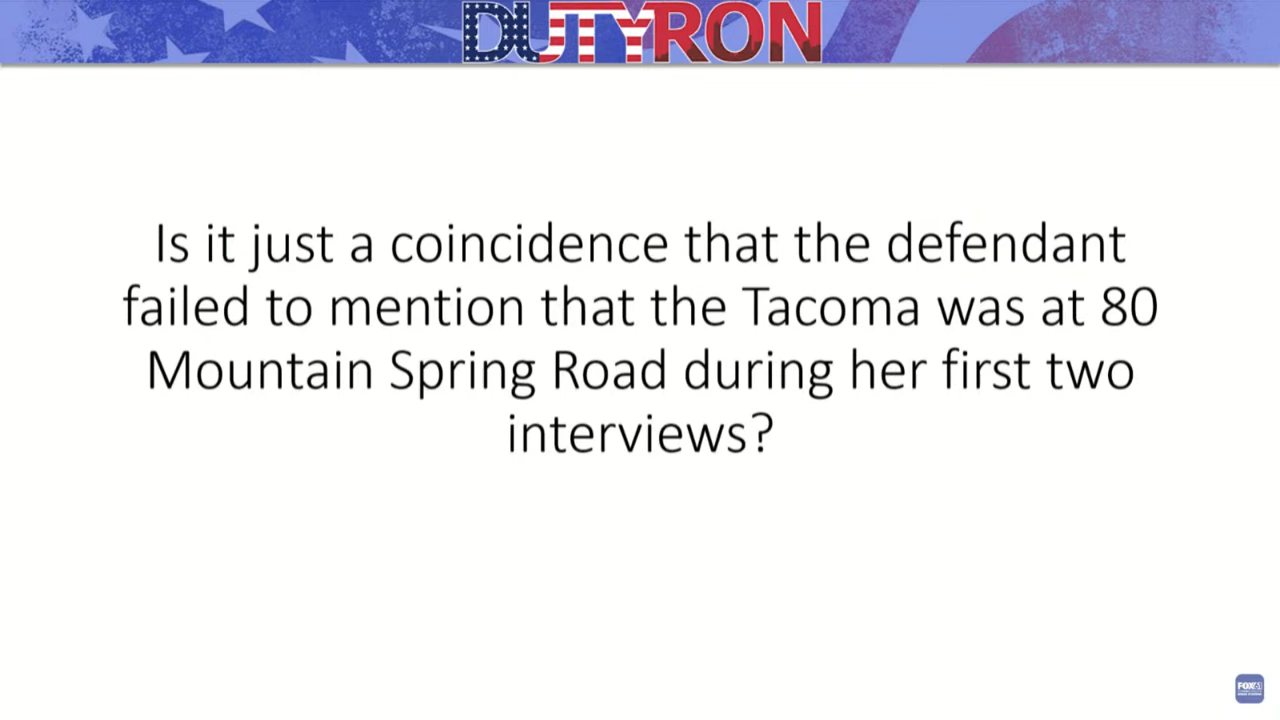 DUTYRON
Is it just a coincidence that the defendant
failed to mention that the Tacoma was at 80
Mountain Spring Road during her first two
interviews?
FOX61